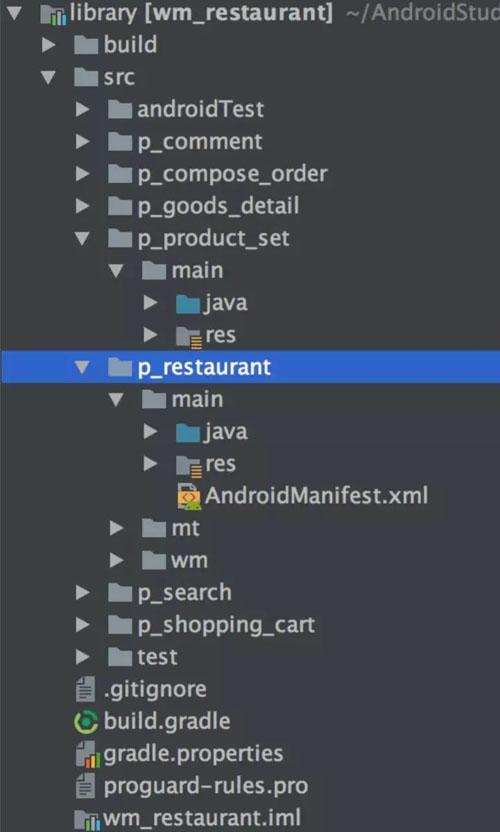 library [wm_restaurant] ~/AndroidStud
build
src
androidTest
p_comment
p_compose_order
p_goods_detail
p_product_set
main
java
res
p_restaurant
main
java
res
AndroidManifest.xml
mt
wm
p_search
p_shopping_cart
test
.gitignore
build.gradle
gradle.properties
proguard-rules.pro
wm_restaurant.iml